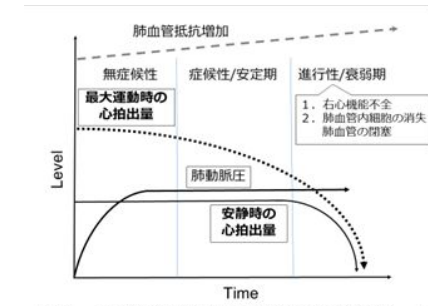 肺血管抵抗増加
無症候性
症候性/安定期
進行性/衰弱期
最大運動時の
心拍出量
1. 右心機能不全
2. 肺血管内細胞の消失
肺血管の閉塞
肺動脈圧
安静時の
心拍出量
Level
Time